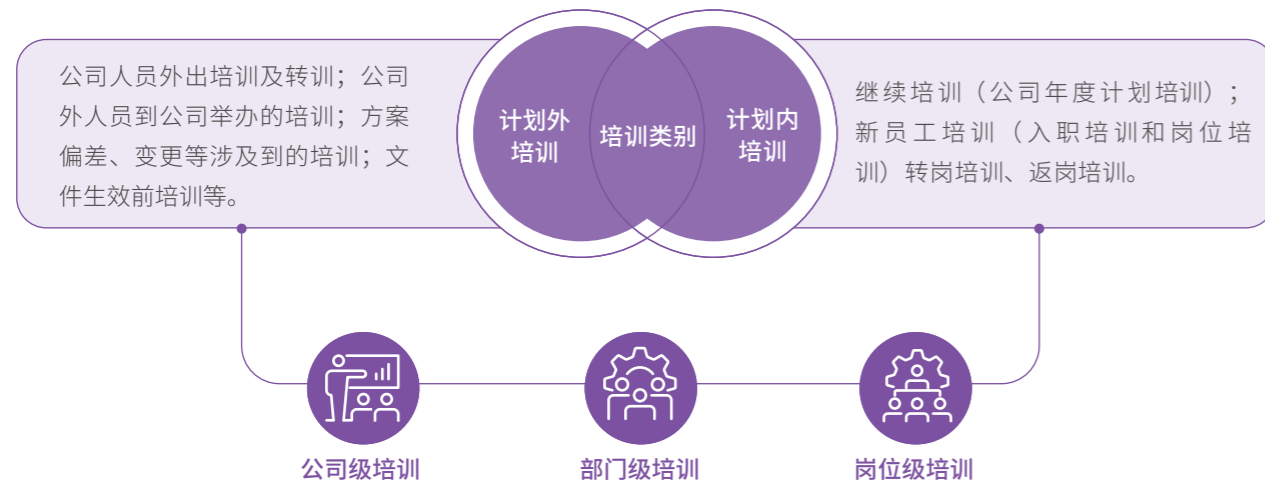 公司人员外出培训及转训；公司
外人员到公司举办的培训；方案
偏差、变更等涉及到的培训；文
件生效前培训等。
计划外
培训
培训类别
计划内
培训
继续培训（公司年度计划培训）；
新员工培训（入职培训和岗位培
训）转岗培训、返岗培训。
公司级培训
部门级培训
岗位级培训